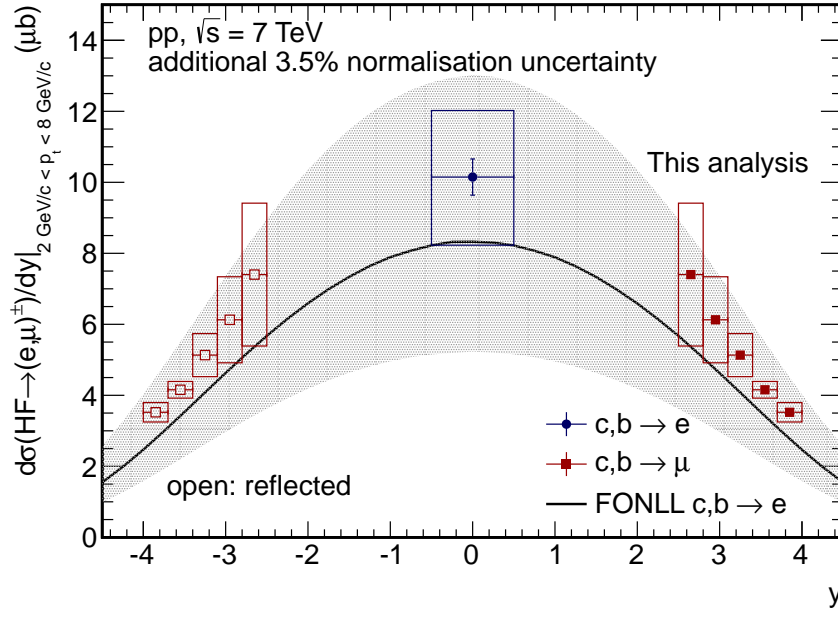 pp, √s = 7 TeV
additional 3.5% normalisation uncertainty
This analysis
c,b → e
c,b → μ
FONLL c,b → e
open: reflected
dσ(HF→(e,μ)±)/dy|2 GeV/c < pt < 8 GeV/c (μb)
14
12
10
8
6
4
2
0
-4 -3 -2 -1 0 1 2 3 4
y